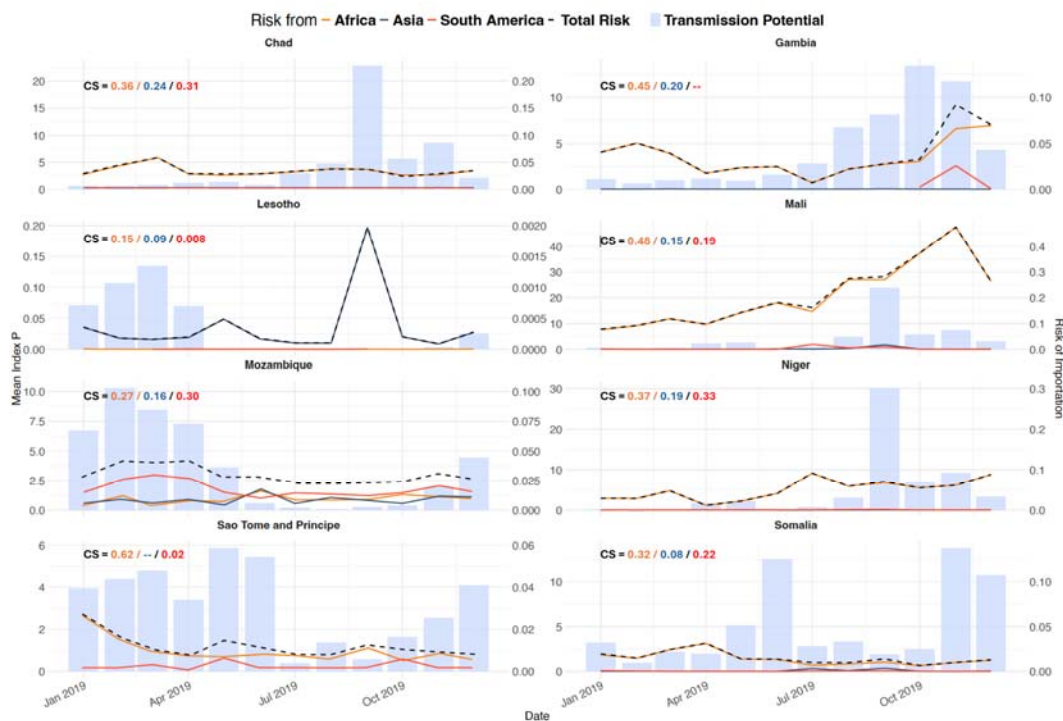 Risk from Africa Asia South America Total Risk Transmission Potential
Chad
CS = 0.36 / 0.24 / 0.31
20
15
10
5
0
0.20
0.15
0.10
0.05
0.00
Gambia
CS = 0.45 / 0.20 / --
10
5
0
0.10
0.05
0.00
Lesotho
CS = 0.15 / 0.09 / 0.008
0.20
0.15
0.10
0.05
0.00
0.0020
0.0015
0.0010
0.0005
0.0000
Mali
CS = 0.46 / 0.15 / 0.19
40
30
20
10
0
0.4
0.3
0.2
0.1
0.0
Mozambique
CS = 0.27 / 0.16 / 0.30
10.0
7.5
5.0
2.5
0.0
0.100
0.075
0.050
0.025
0.000
Niger
CS = 0.37 / 0.19 / 0.33
30
20
10
0
0.3
0.2
0.1
0.0
Sao Tome and Principe
CS = 0.62 / -- / 0.02
6
4
2
0
0.06
0.04
0.02
0.00
Somalia
CS = 0.32 / 0.08 / 0.22
10
5
0
0.10
0.05
0.00
Jan 2019
Apr 2019
Jul 2019
Oct 2019
Jan 2019
Apr 2019
Jul 2019
Oct 2019
Mean Index P
Risk of Importation
Date